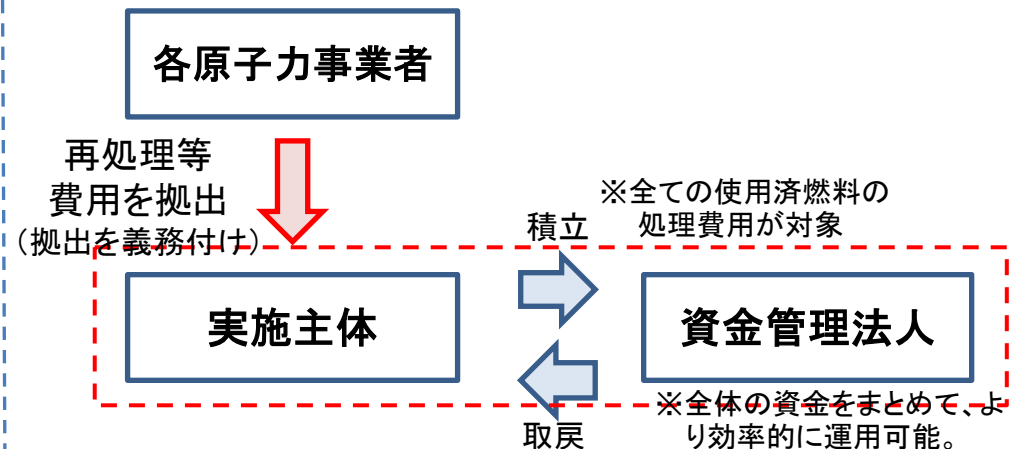 各原子力事業者
再処理等
費用を拠出
（拠出を義務付け）
※全ての使用済燃料の
処理費用が対象
積立
実施主体
資金管理法人
取戻
※全体の資金をまとめて、よ
り効率的に運用可能。